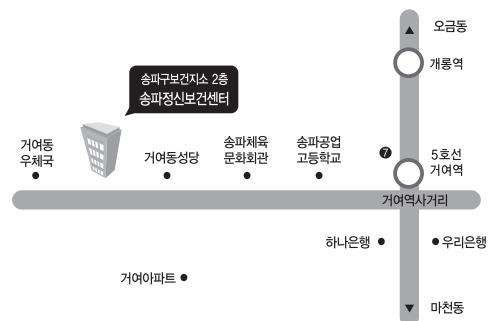 오금동
개롱역
송파구보건지소 2층
송파정신보건센터
거여동
우체국
거여동성당
송파체육
문화회관
송파공업
고등학교
7
5호선
거여역
거여역사거리
하나은행
우리은행
거여아파트
마천동